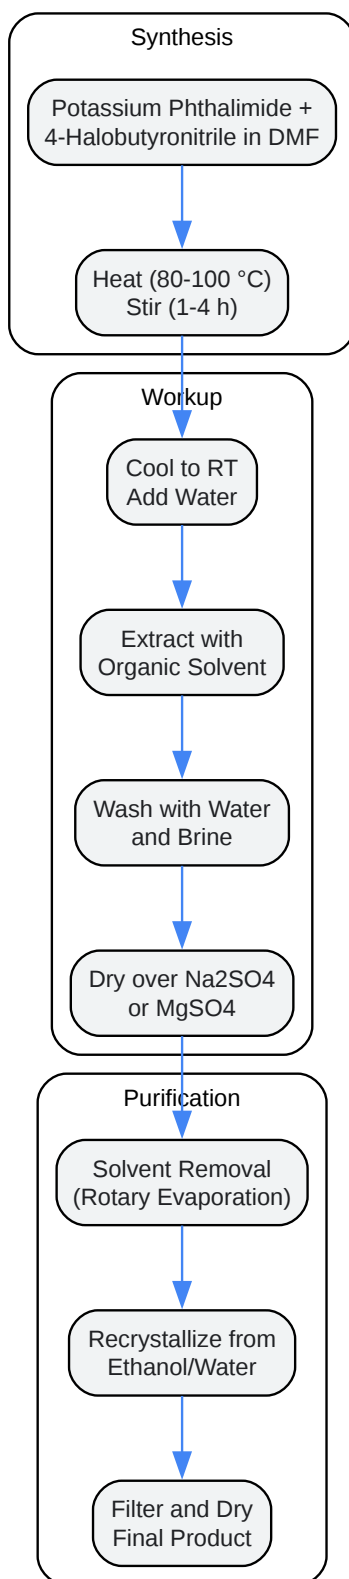 Synthesis
Potassium Phthalimide +
4-Halobutyronitrile in DMF
Heat (80-100 °C)
Stir (1-4 h)
Workup
Cool to RT
Add Water
Extract with
Organic Solvent
Wash with Water
and Brine
Dry over Na2SO4
or MgSO4
Purification
Solvent Removal
(Rotary Evaporation)
Recrystallize from
Ethanol/Water
Filter and Dry
Final Product